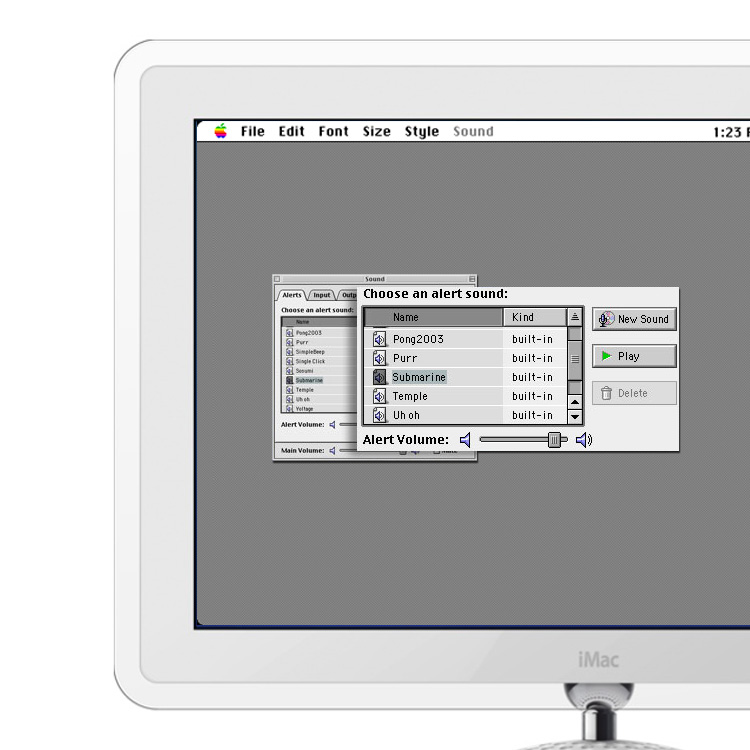 File Edit Font Size Style Sound 1:23
Sound
Alerts Input Outp
Choose an alert sound:
Name
Pong2003
Purr
SimpleBeep
Single Click
Sosumi
Submarine
Temple
Uh oh
Voltage
Alert Volume:
Main Volume:
Choose an alert sound:
Name Kind
Pong2003 built-in
Purr built-in
Submarine built-in
Temple built-in
Uh oh built-in
Alert Volume:
New Sound
Play
Delete
iMac